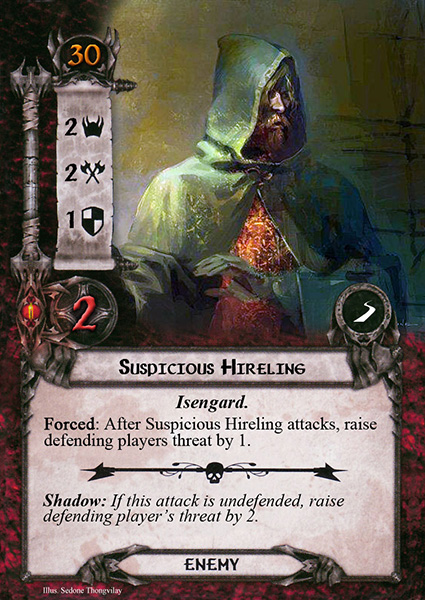 30
2
2
1
2
Suspicious Hireling
Isengard.
Forced: After Suspicious Hireling attacks, raise
defending players threat by 1.
Shadow: If this attack is undefended, raise
defending player's threat by 2.
ENEMY
Illus. Sedone Thongvilay